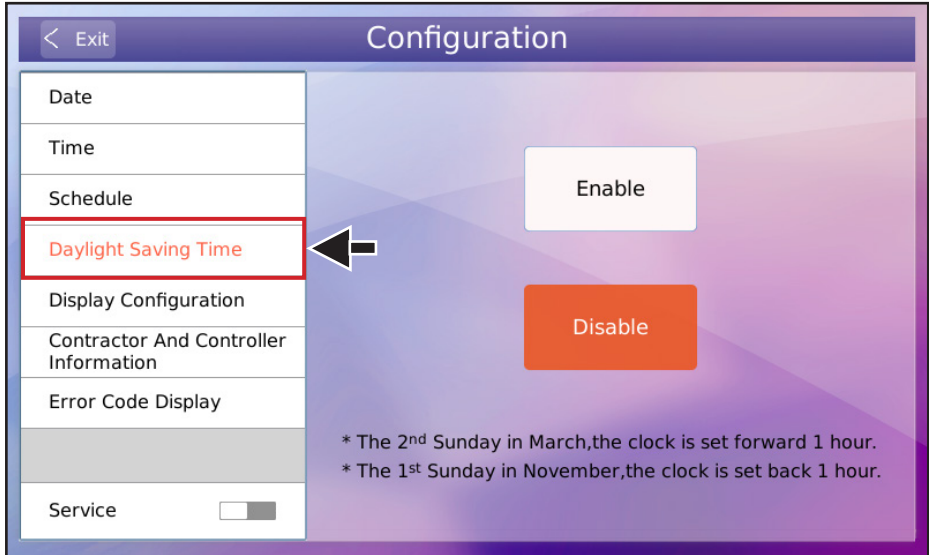 Exit
Configuration
Date
Time
Schedule
Daylight Saving Time
Display Configuration
Contractor And Controller
Information
Error Code Display
Service
Enable
Disable
* The 2nd Sunday in March,the clock is set forward 1 hour.
* The 1st Sunday in November,the clock is set back 1 hour.